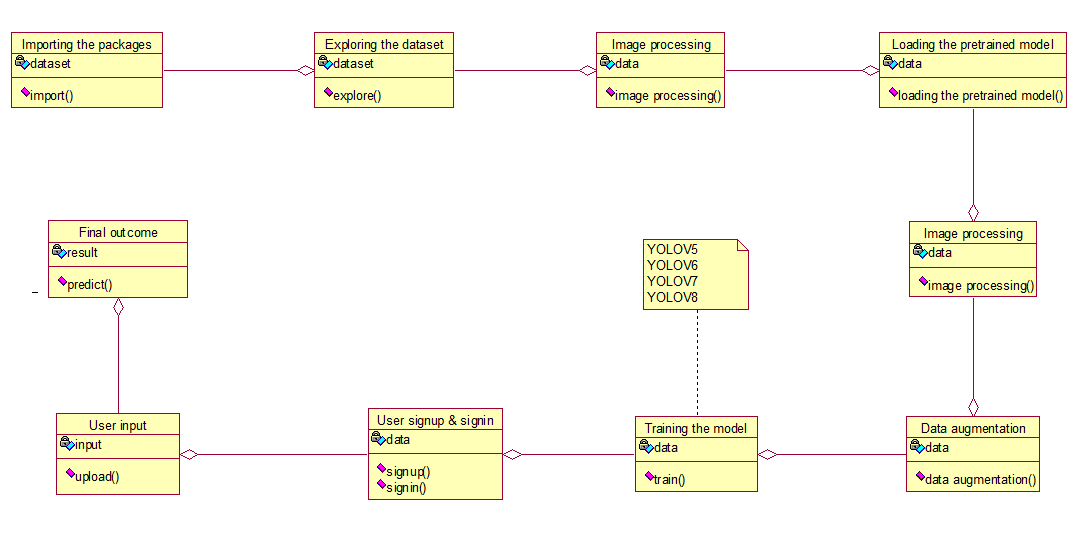 Importing the packages
dataset
import()
Exploring the dataset
dataset
explore()
Image processing
data
image processing()
Loading the pretrained model
data
loading the pretrained model()
Image processing
data
image processing()
Final outcome
result
predict()
YOLOV5
YOLOV6
YOLOV7
YOLOV8
User input
input
upload()
User signup & signin
data
signup()
signin()
Training the model
data
train()
Data augmentation
data
data augmentation()